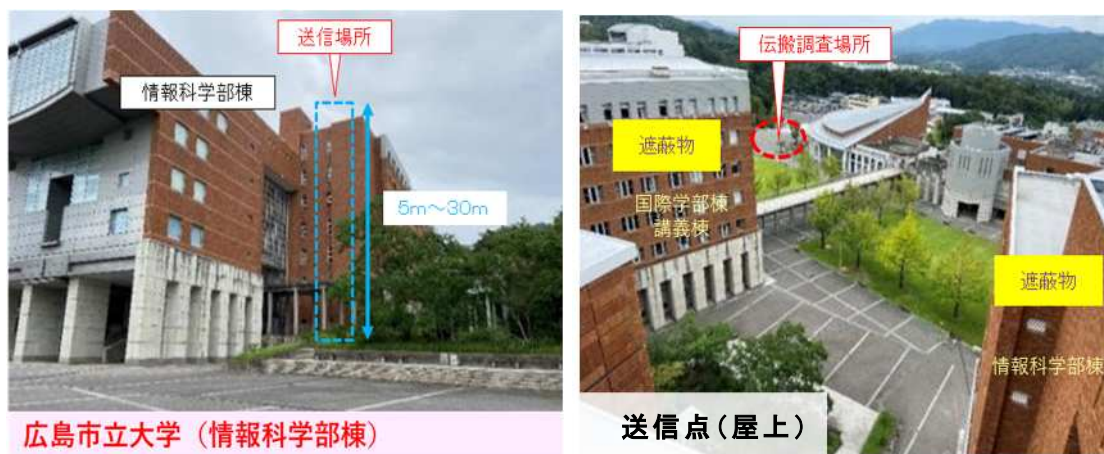 送信場所
情報科学部棟
5m～30m
広島市立大学（情報科学部棟）
伝搬調査場所
遮蔽物
国際学部棟
講義棟
遮蔽物
情報科学部棟
送信点（屋上）